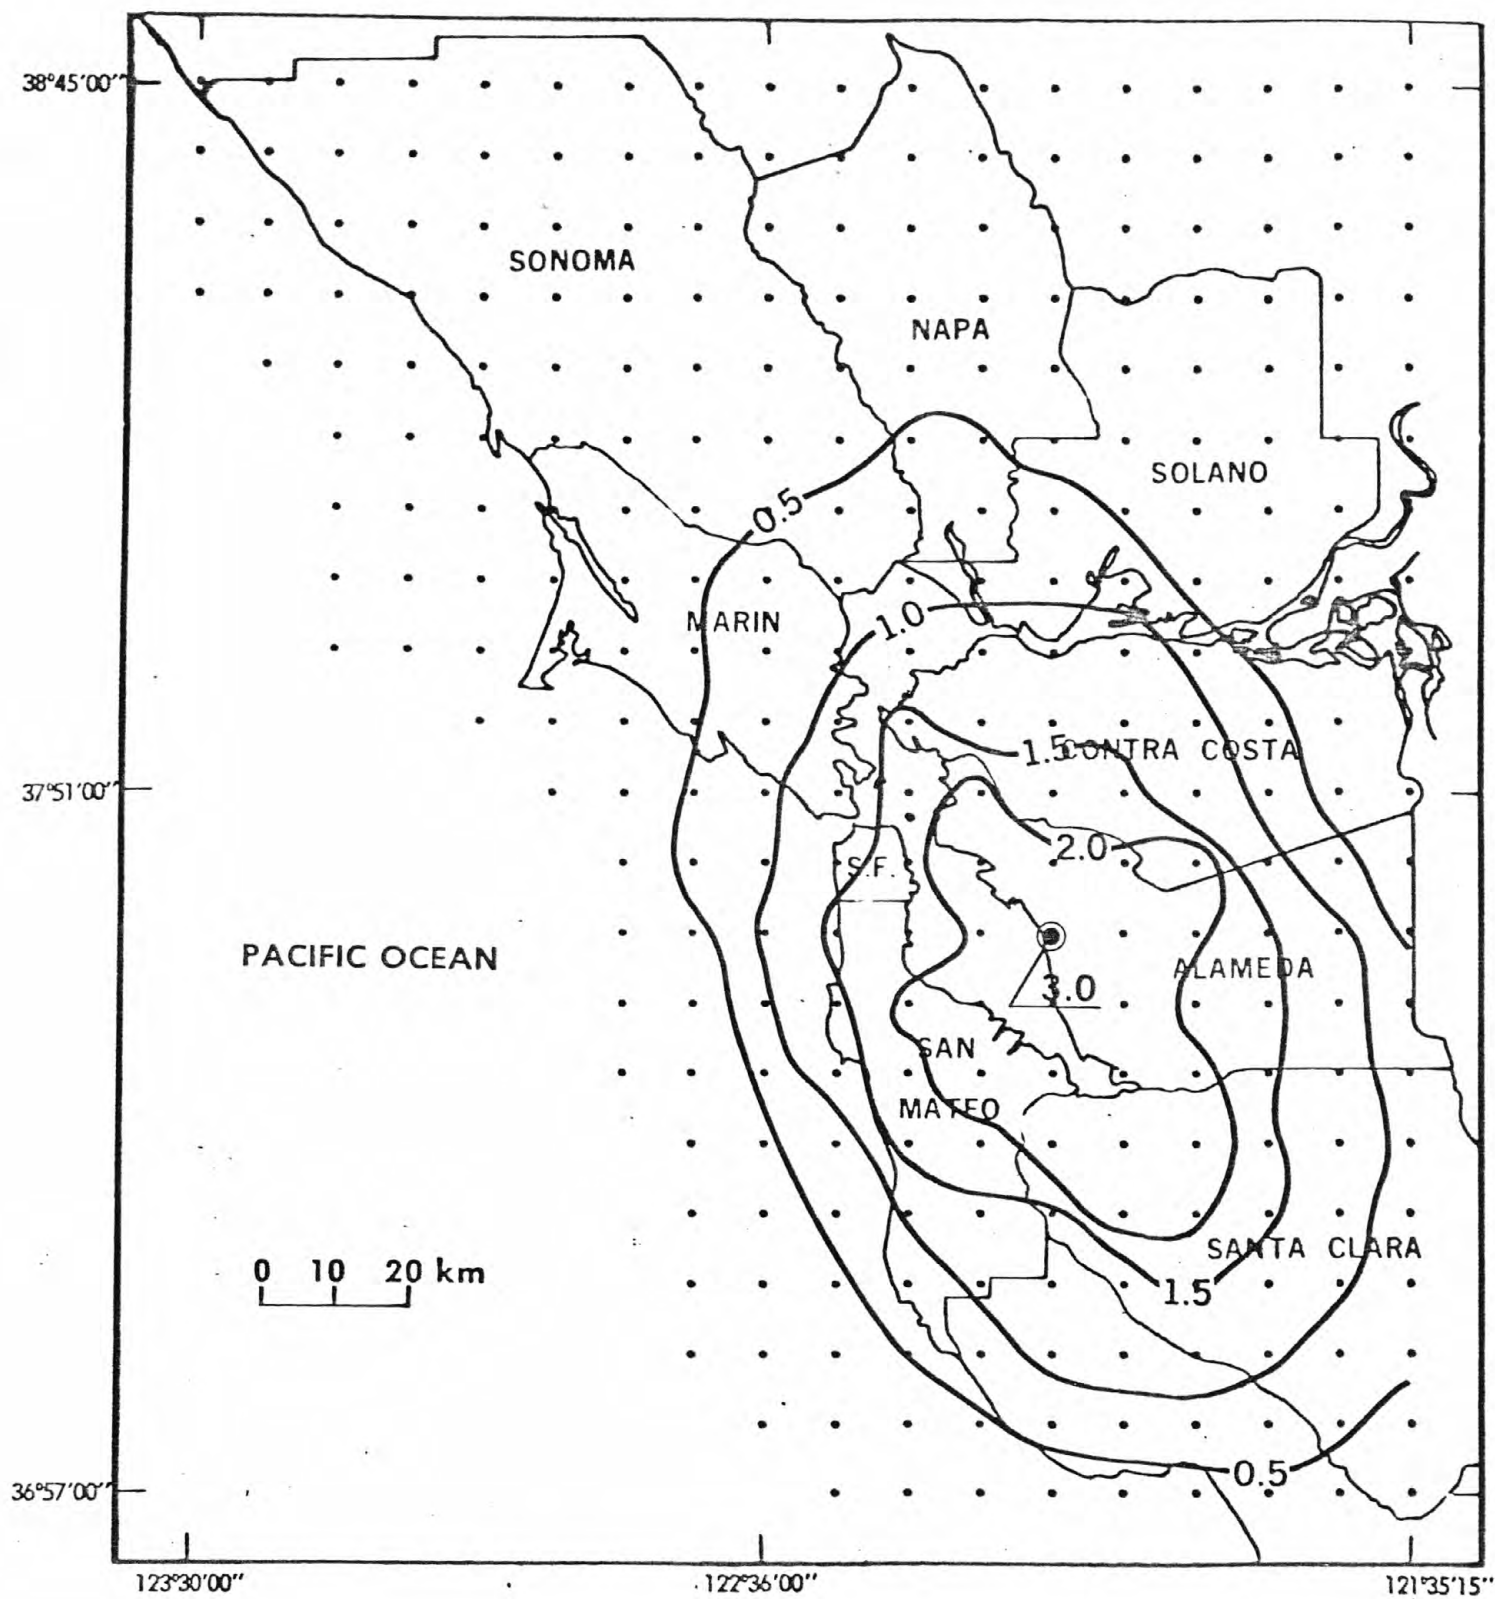 38°45'00"
SONOMA
NAPA
SOLANO
0.5
MARIN
1.0
1.5
CONTRA COSTA
37°51'00"
2.0
S.F.
PACIFIC OCEAN
ALAMEDA
3.0
SAN
MATEO
SANTA CLARA
0 10 20 km
1.5
0.5
36°57'00"
123°30'00" 122°36'00" 121°35'15"